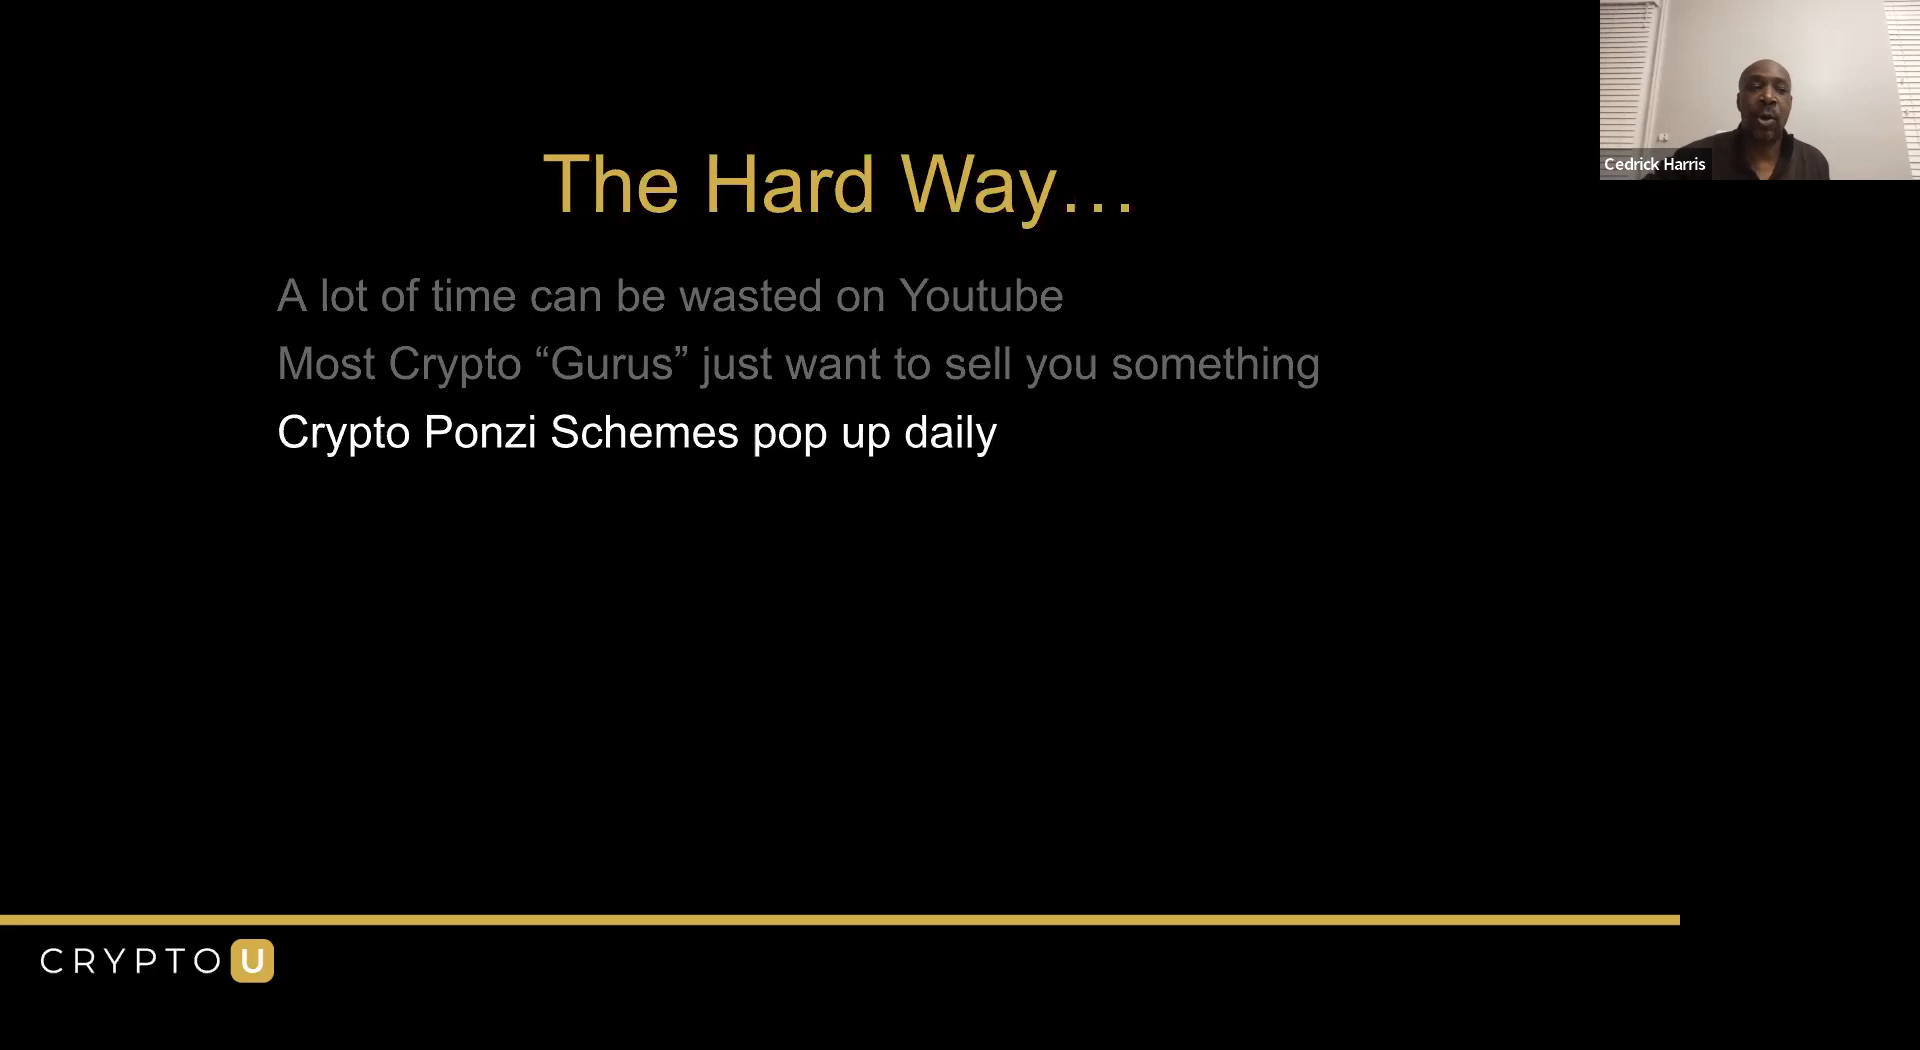 Cedrick Harris
The Hard Way…
A lot of time can be wasted on Youtube
Most Crypto “Gurus” just want to sell you something
Crypto Ponzi Schemes pop up daily
CRYPTO U